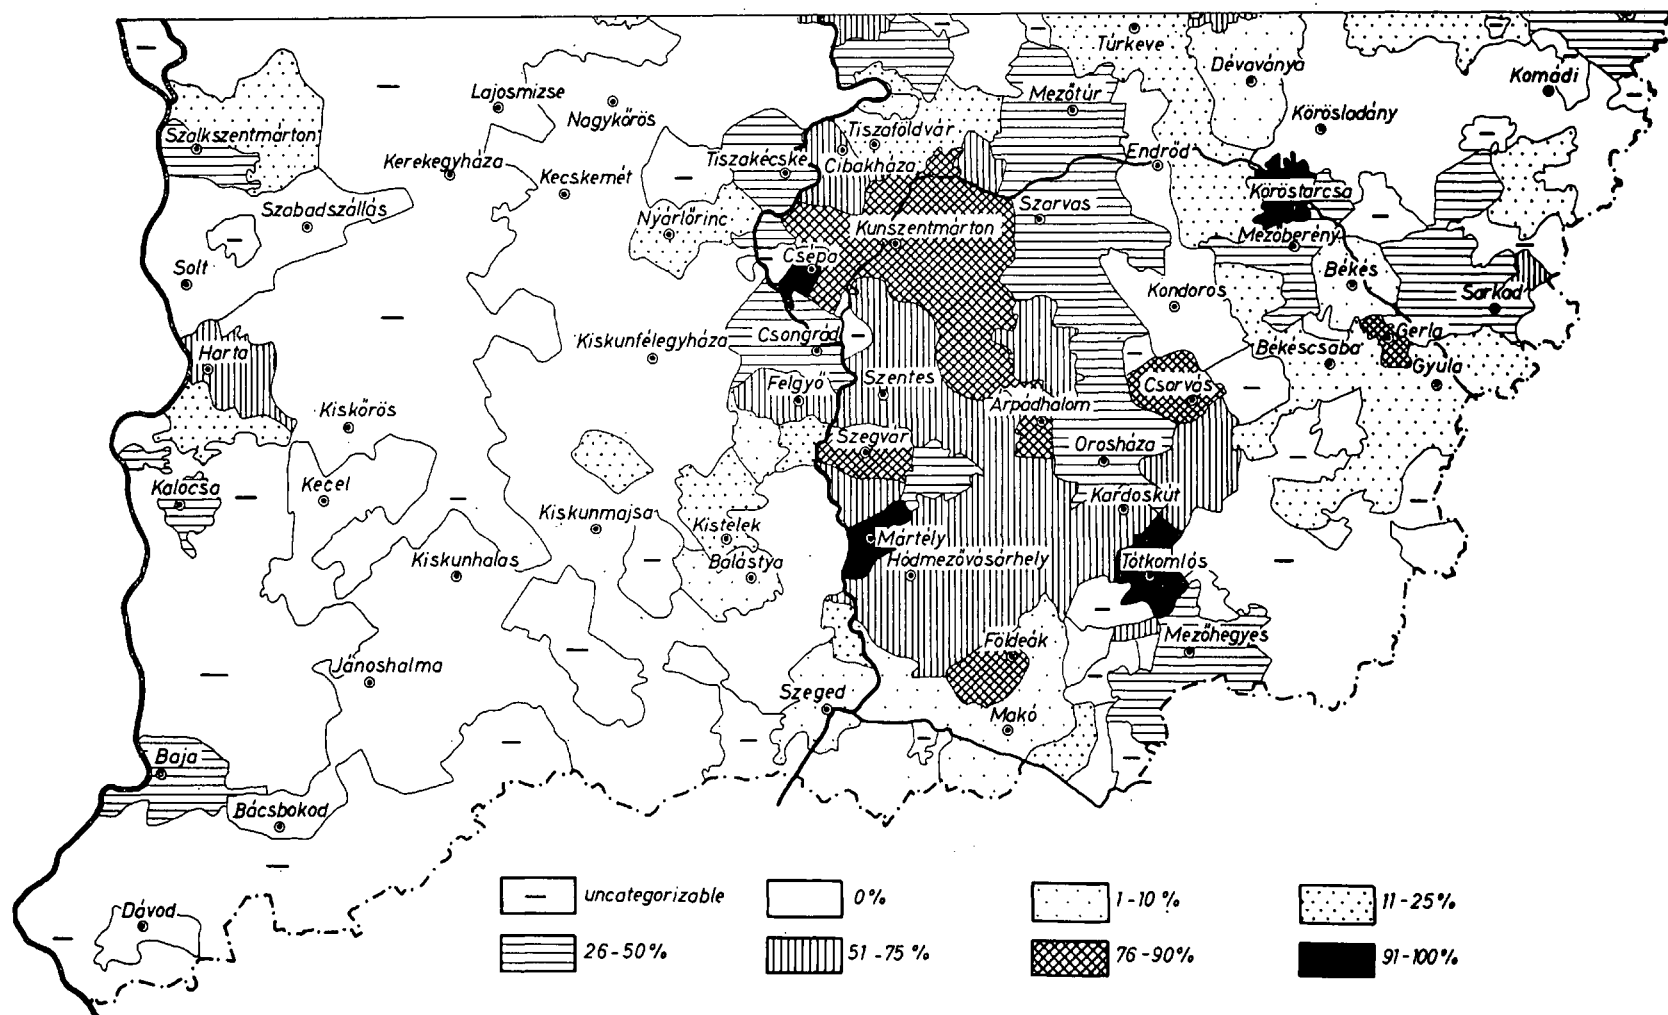 Túrkeve
Dévaványa
Komádi
Lajosmizse
Nagykőrös
Mezőtúr
Körösladány
Szalkszentmárton
Tiszaföldvár
Cibakháza
Tiszakécske
Kerekegyháza
Kecskemét
Endrőd
Köröstarcsa
Szabadszállás
Nyárlőrinc
Szarvas
Kunszentmárton
Mezőberény
Csépa
Solt
Békés
Kondoros
Sarkad
Harta
Kiskunfélegyháza
Csongrád
Gerla
Békéscsaba
Gyula
Felgyő
Szentes
Csorvás
Kiskőrös
Árpádhalom
Szegvár
Orosháza
Kalocsa
Kecel
Kardoskút
Kiskunmajsa
Kistelek
Mártély
Kiskunhalas
Balástya
Hódmezővásárhely
Tótkomlós
Jánoshalma
Földeák
Mezőhegyes
Szeged
Makó
Baja
Bácsbokod
Dávod
uncategorizable
0%
1-10 %
11-25%
26-50%
51-75 %
76-90%
91-100%